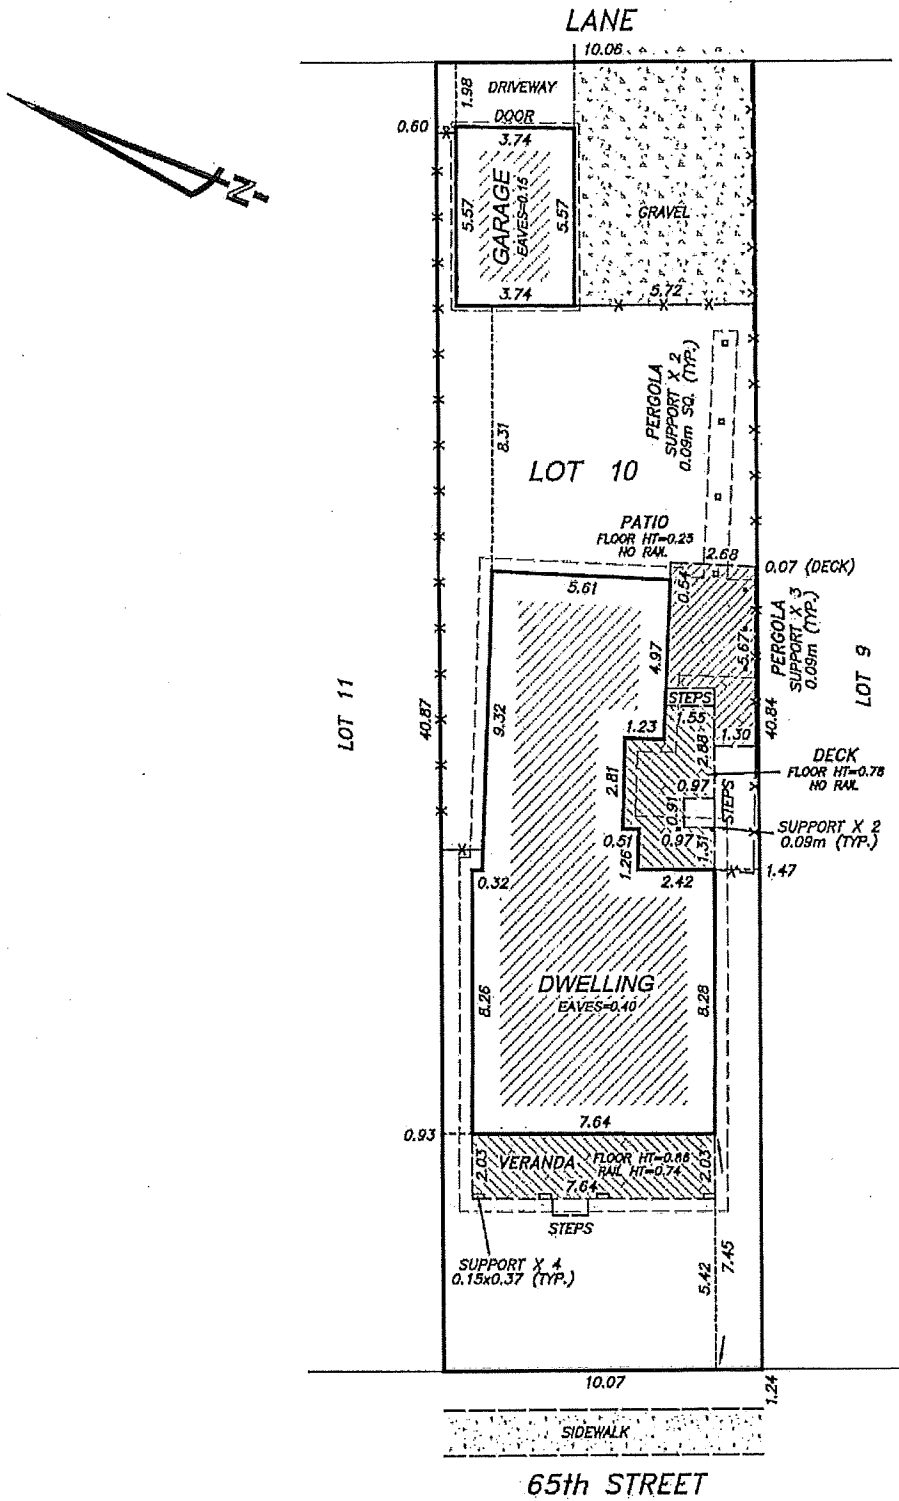 LANE
10.06
1.98
DRIVEWAY
0.60
DOOR
3.74
5.57
GARAGE
EAVES=0.15
5.57
GRAVEL
3.74
5.72
N.
PERGOLA
SUPPORT X 2
0.09m SQ. (TYP.)
8.31
LOT 10
PATIO
FLOOR HT=0.23
NO RAIL
2.68
0.07 (DECK)
5.61
0.54
PERGOLA
SUPPORT X 3
0.09m (TYP.)
4.97
5.67
LOT 9
LOT 11
40.87
9.32
STEPS
1.55
40.84
1.23
2.88
1.30
DECK
FLOOR HT=0.78
NO RAIL
2.81
0.97
0.91
STEPS
SUPPORT X 2
0.09m (TYP.)
0.51
0.97
1.31
1.26
0.32
2.42
1.47
DWELLING
EAVES=0.40
8.26
8.28
7.64
0.93
2.03
VERANDA
FLOOR HT=0.86
RAIL HT=0.74
2.03
7.64
STEPS
SUPPORT X 4
0.15x0.37 (TYP.)
5.42
7.45
10.07
1.24
SIDEWALK
65th STREET